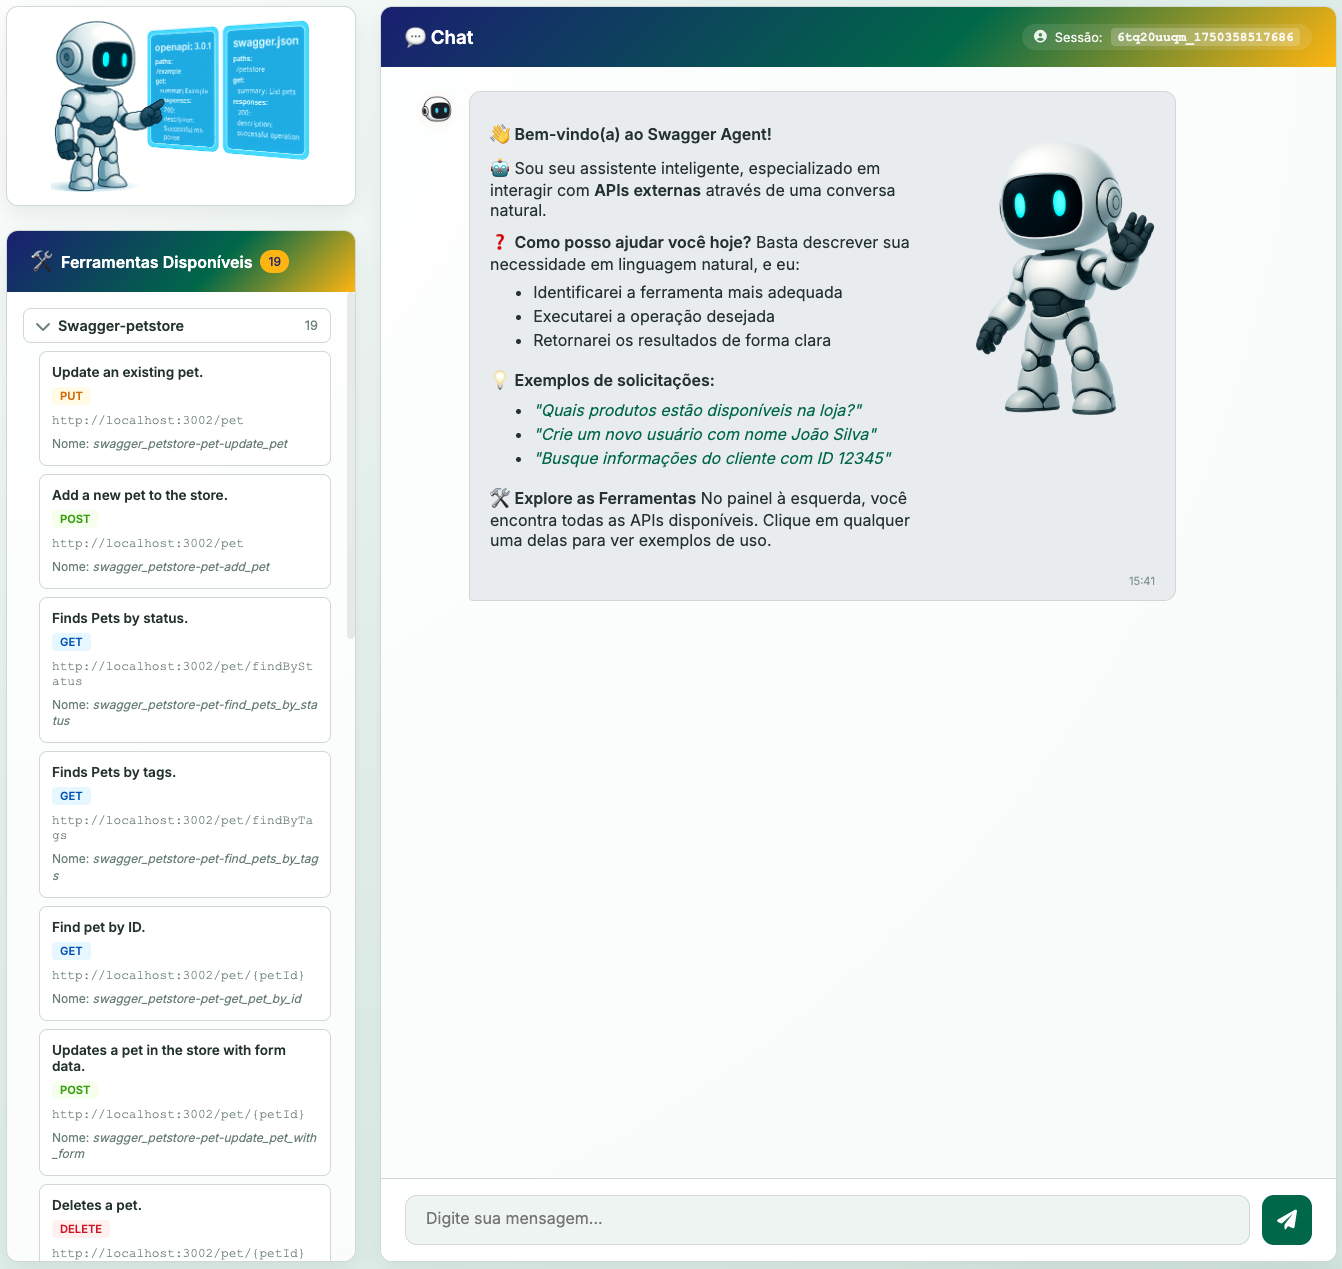 openapi: 3.0.1
paths:
/example
get:
summary: Example
responses:
200:
description:
Successful res-
ponse
swagger.json
paths:
/petstore
get:
summary: List pets
responses:
200:
description:
successful operation
🛠️ Ferramentas Disponíveis 19
Swagger-petstore 19
Update an existing pet.
PUT
http://localhost:3002/pet
Nome: swagger_petstore-pet-update_pet
Add a new pet to the store.
POST
http://localhost:3002/pet
Nome: swagger_petstore-pet-add_pet
Finds Pets by status.
GET
http://localhost:3002/pet/findBySt
atus
Nome: swagger_petstore-pet-find_pets_by_sta
tus
Finds Pets by tags.
GET
http://localhost:3002/pet/findByTa
gs
Nome: swagger_petstore-pet-find_pets_by_tag
s
Find pet by ID.
GET
http://localhost:3002/pet/{petId}
Nome: swagger_petstore-pet-get_pet_by_id
Updates a pet in the store with form
data.
POST
http://localhost:3002/pet/{petId}
Nome: swagger_petstore-pet-update_pet_with
_form
Deletes a pet.
DELETE
http://localhost:3002/pet/{petId}
💬 Chat
Sessão: 6tq20uuqm_1750358517686
👋 Bem-vindo(a) ao Swagger Agent!
🤖 Sou seu assistente inteligente, especializado em
interagir com APIs externas através de uma conversa
natural.
❓ Como posso ajudar você hoje? Basta descrever sua
necessidade em linguagem natural, e eu:
• Identificarei a ferramenta mais adequada
• Executarei a operação desejada
• Retornarei os resultados de forma clara
💡 Exemplos de solicitações:
• "Quais produtos estão disponíveis na loja?"
• "Crie um novo usuário com nome João Silva"
• "Busque informações do cliente com ID 12345"
🛠️ Explore as Ferramentas No painel à esquerda, você
encontra todas as APIs disponíveis. Clique em qualquer
uma delas para ver exemplos de uso.
15:41
Digite sua mensagem...